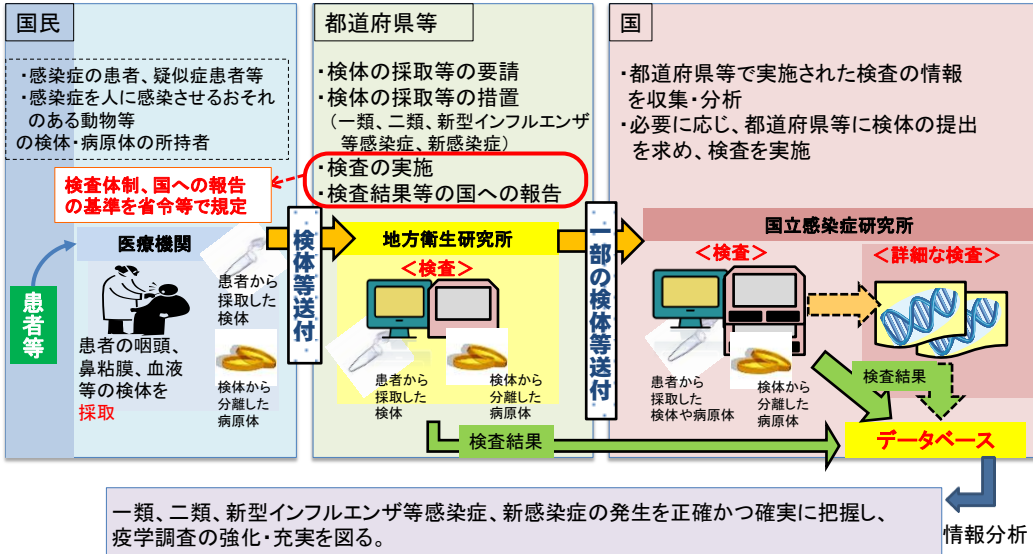 国民
・感染症の患者、疑似症患者等
・感染症を人に感染させるおそれ
のある動物等
の検体・病原体の所持者
検査体制、国への報告
の基準を省令等で規定
医療機関
患者等
患者から
採取した
検体
患者の咽頭、
鼻粘膜、血液
等の検体を
採取
検体から
分離した
病原体
検体等送付
都道府県等
・検体の採取等の要請
・検体の採取等の措置
（一類、二類、新型インフルエンザ
等感染症、新感染症）
・検査の実施
・検査結果等の国への報告
地方衛生研究所
＜検査＞
患者から
採取した
検体
検体から
分離した
病原体
検査結果
一部の検体等送付
国
・都道府県等で実施された検査の情報
を収集・分析
・必要に応じ、都道府県等に検体の提出
を求め、検査を実施
国立感染症研究所
＜検査＞
＜詳細な検査＞
患者から
採取した
検体や病原体
検体から
分離した
病原体
検査結果
データベース
情報分析
一類、二類、新型インフルエンザ等感染症、新感染症の発生を正確かつ確実に把握し、
疫学調査の強化・充実を図る。